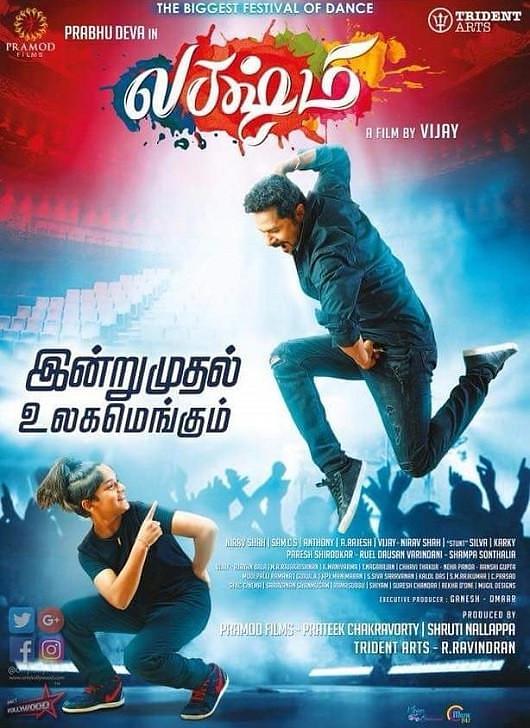 THE BIGGEST FESTIVAL OF DANCE
PRAMOD
FILMS
PRABHU DEVA IN
TRIDENT
ARTS
லக்ஷ்மி
A FILM BY VIJAY
இன்று முதல்
உலகமெங்கும்
NIRAV SHAH | SAM.C.S | ANTHONY | A.RAJESH | VIJAY- NIRAV SHAH | "STUNT" SILVA | KARKY
PARESH SHIRODKAR - RUEL DAUSAN VARINDANI - SHAMPA SONTHALIA
EXECUTIVE PRODUCER : GANESH - OMAAR
PRODUCED BY
PRAMOD FILMS - PRATEEK CHAKRAVORTY | SHRUTI NALLAPPA
TRIDENT ARTS - R.RAVINDRAN
KOLLYWOOD